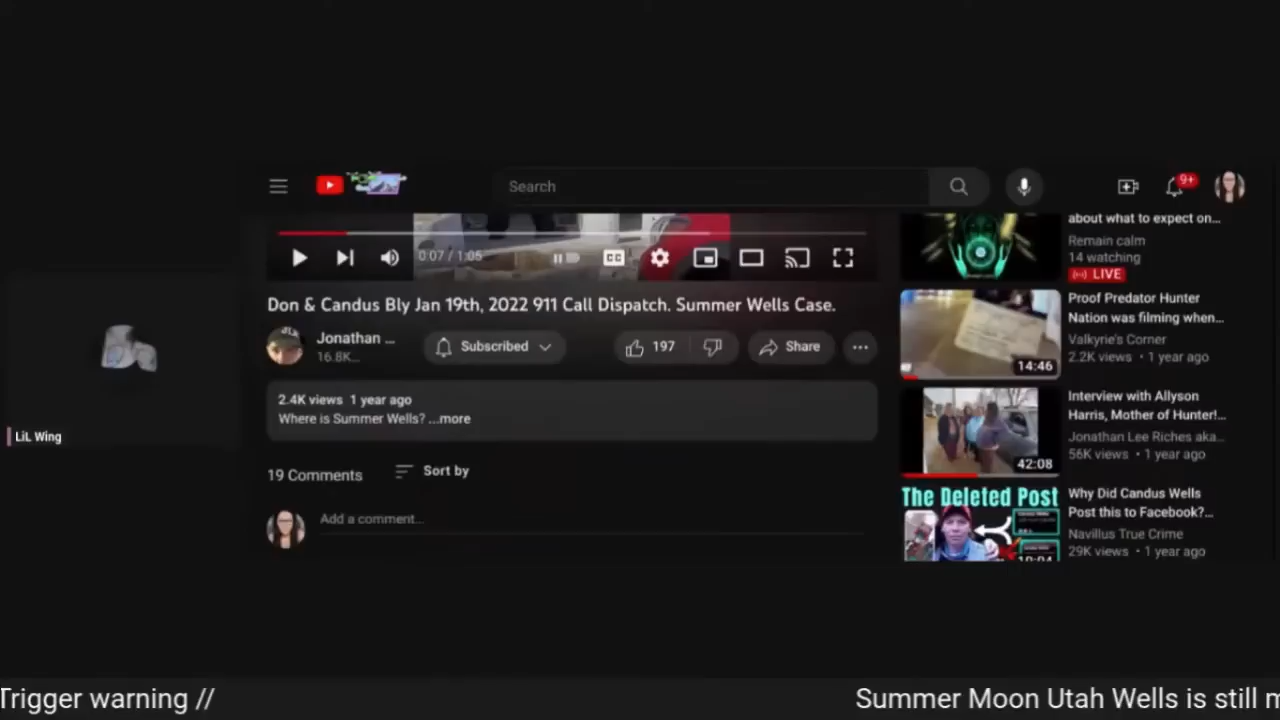 Search
9+
0:07 / 1:05
CC
Don & Candus Bly Jan 19th, 2022 911 Call Dispatch. Summer Wells Case.
Jonathan ...
16.8K...
Subscribed
197
Share
2.4K views 1 year ago
Where is Summer Wells? ...more
19 Comments
Sort by
Add a comment...
about what to expect on...
Remain calm
14 watching
LIVE
Proof Predator Hunter
Nation was filming when...
Valkyrie's Corner
2.2K views • 1 year ago
14:46
Interview with Allyson
Harris, Mother of Hunter!...
Jonathan Lee Riches aka...
56K views • 1 year ago
42:08
The Deleted Post
Why Did Candus Wells
Post this to Facebook?...
Navillus True Crime
29K views • 1 year ago
LiL Wing
Trigger warning //
Summer Moon Utah Wells is still m